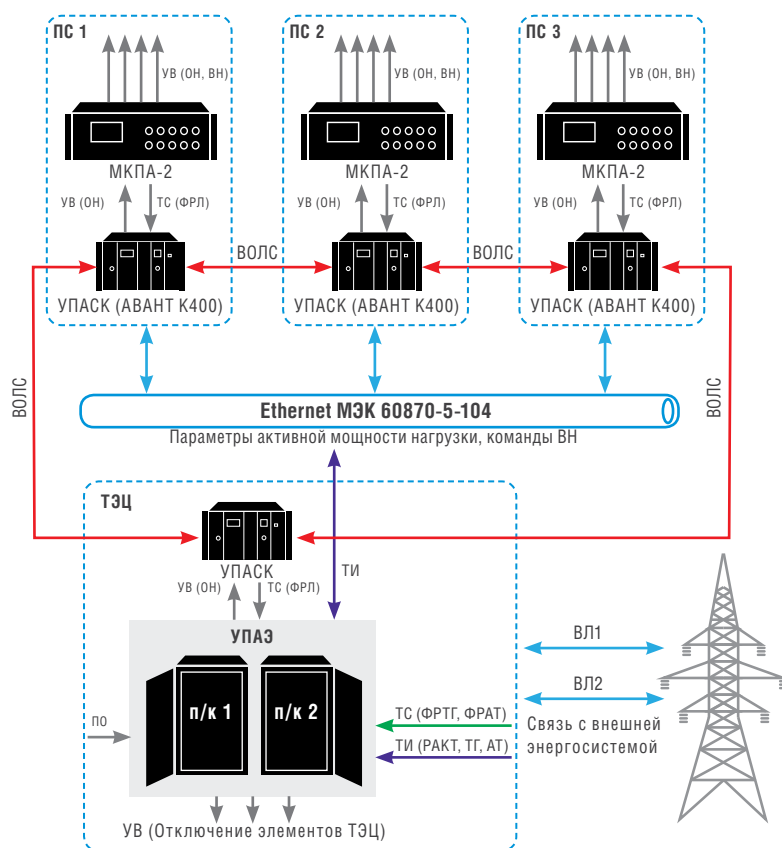 ПС 1
ПС 2
ПС 3
УВ (ОН, ВН)
УВ (ОН, ВН)
УВ (ОН, ВН)
МКПА-2
МКПА-2
МКПА-2
УВ (ОН)
ТС (ФРЛ)
УВ (ОН)
ТС (ФРЛ)
УВ (ОН)
ТС (ФРЛ)
ВОЛС
ВОЛС
УПАСК (АВАНТ К400)
УПАСК (АВАНТ К400)
УПАСК (АВАНТ К400)
ВОЛС
ВОЛС
Ethernet МЭК 60870-5-104
Параметры активной мощности нагрузки, команды ВН
ТЭЦ
УПАСК
ТИ
УВ (ОН)
ТС (ФРЛ)
УПАЭ
п/к 1
п/к 2
ПО
ВЛ1
ВЛ2
ТС (ФРТГ, ФРАТ)
ТИ (РАКТ, ТГ, АТ)
Связь с внешней
энергосистемой
УВ (Отключение элементов ТЭЦ)